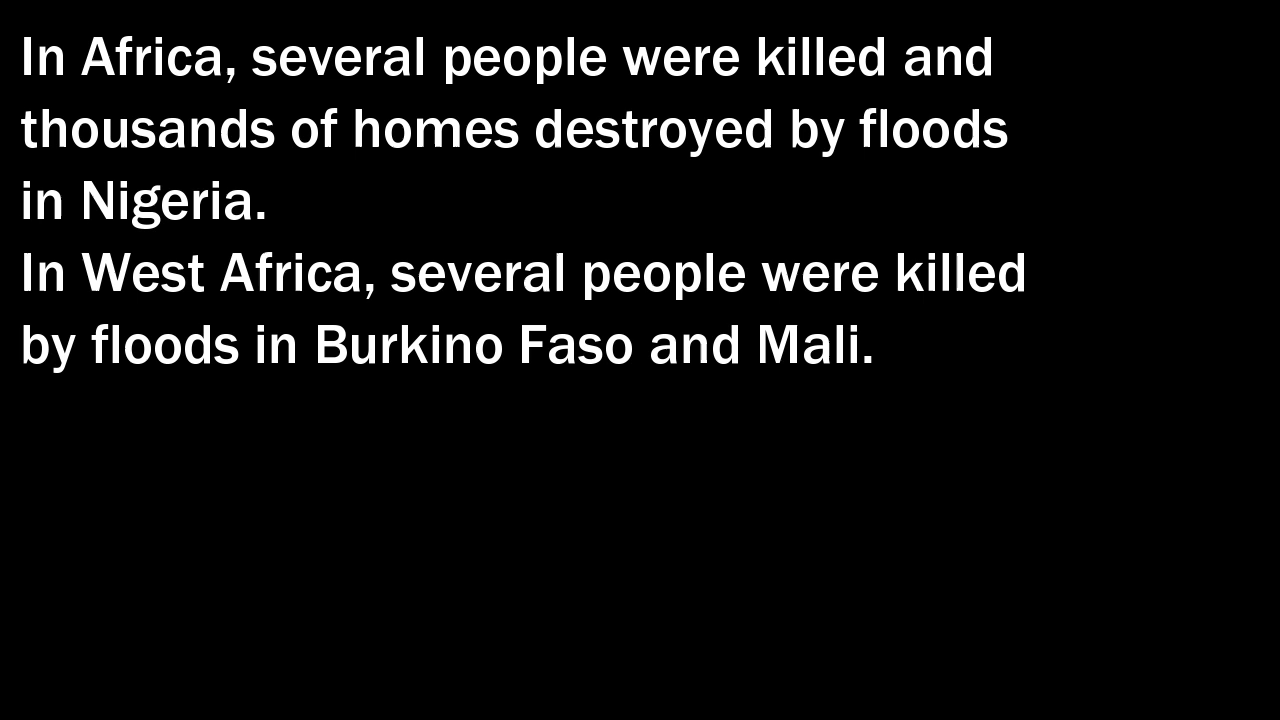 In Africa, several people were killed and
thousands of homes destroyed by floods
in Nigeria.
In West Africa, several people were killed
by floods in Burkino Faso and Mali.